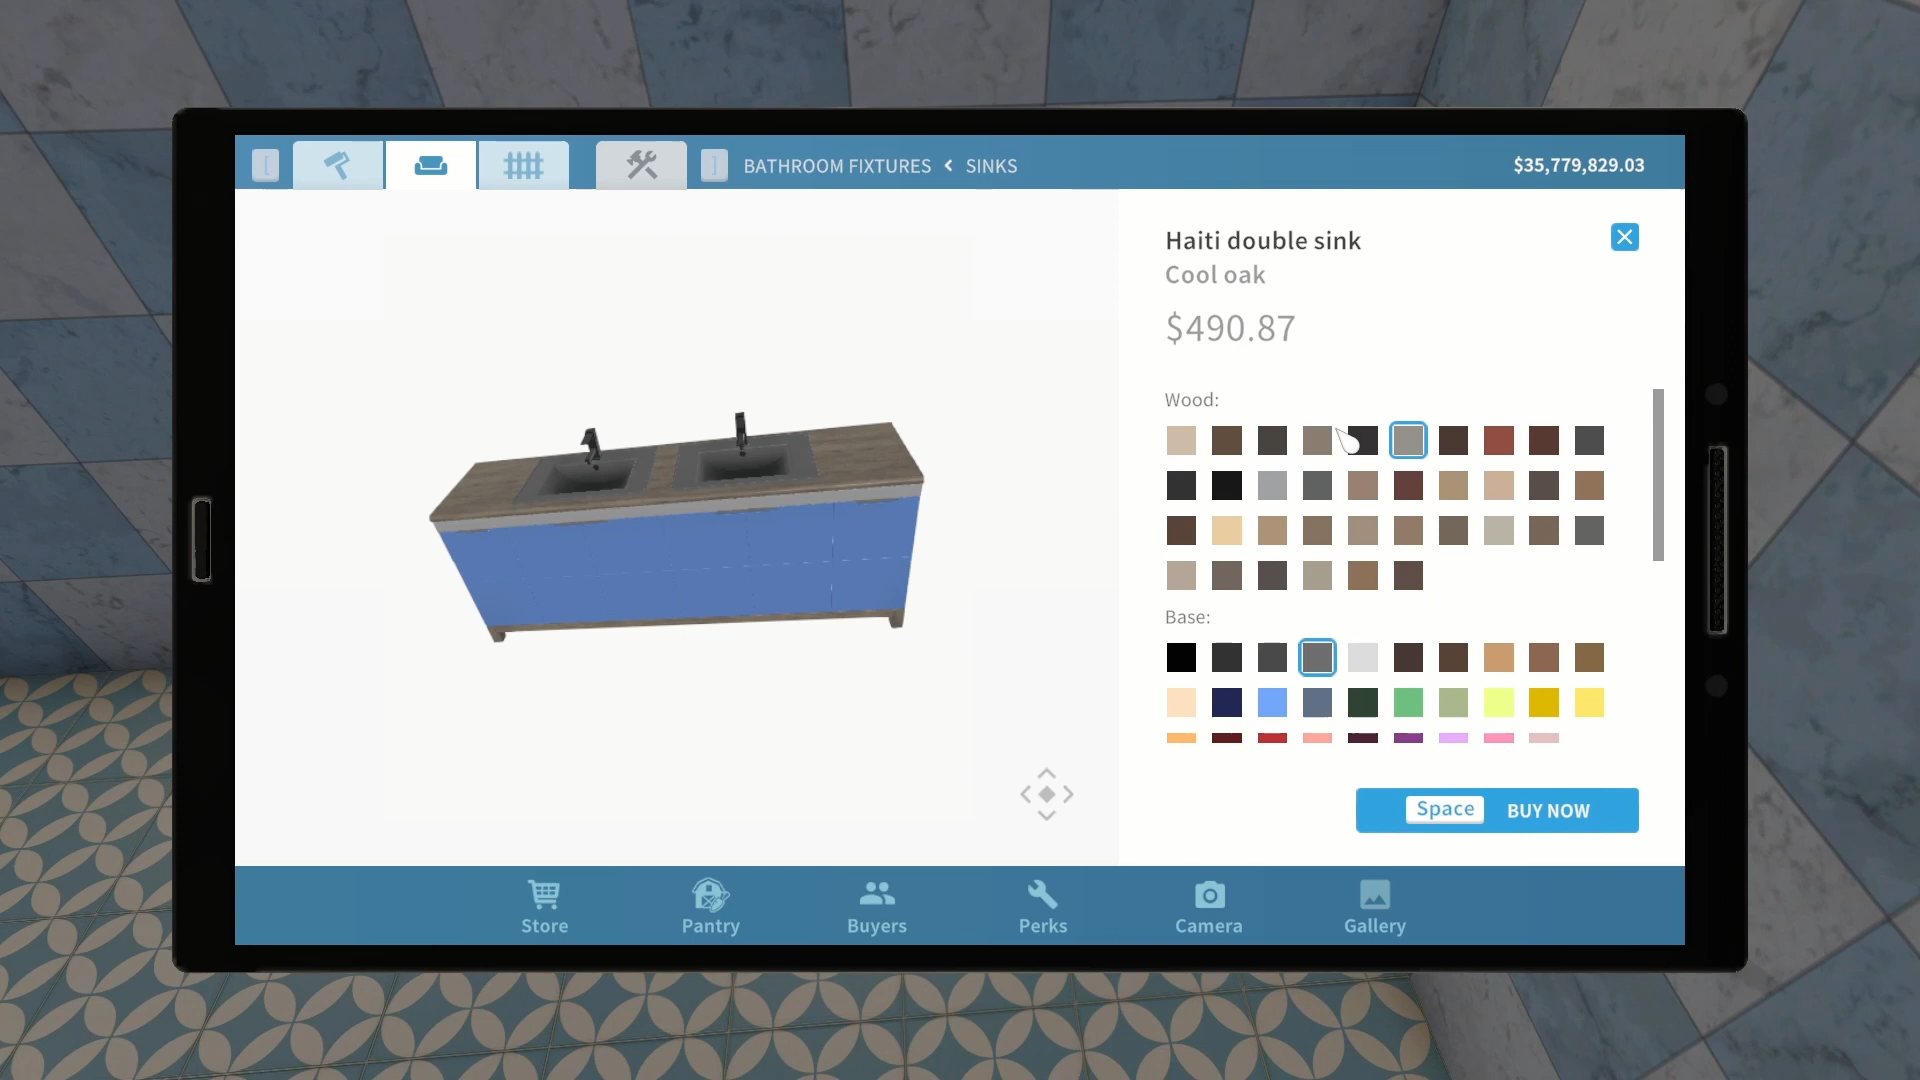 [
]
BATHROOM FIXTURES
SINKS
$35,779,829.03
Haiti double sink
Cool oak
$490.87
Wood:
Base:
Space BUY NOW
Store
Pantry
Buyers
Perks
Camera
Gallery